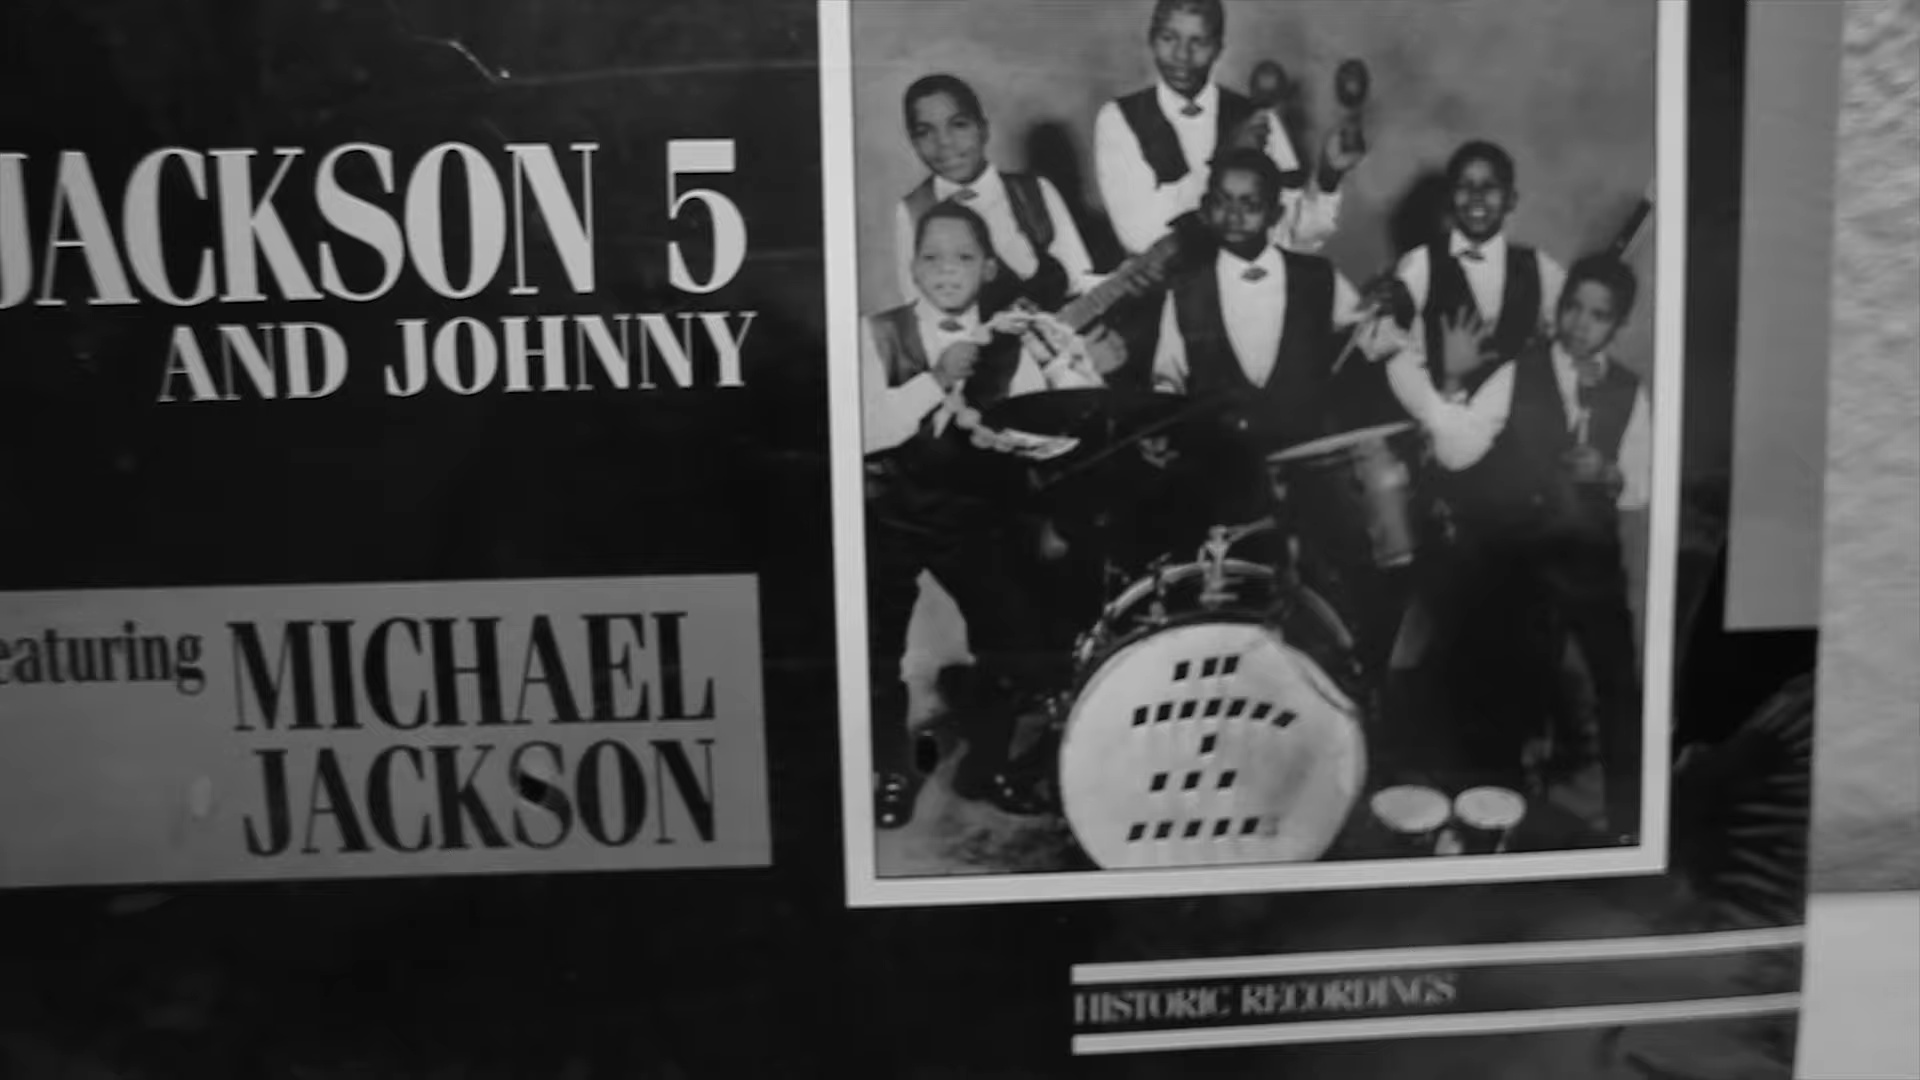 JACKSON 5
AND JOHNNY
eaturing MICHAEL
JACKSON
HISTORIC RECORDINGS